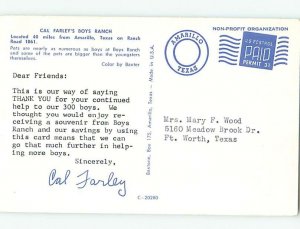 CAL FARLEY'S BOYS RANCH
Located 40 miles from Amarillo, Texas on Ranch
Road 1061.
Pets are nearly as numerous as boys at Boys Ranch
and some of the pets are bigger than the youngsters
themselves.
Color by Baxter
Dear Friends:
This is our way of saying
THANK YOU for your continued
help to our 300 boys. We
thought you would enjoy re-
ceiving a souvenir from Boys
Ranch and our savings by using
this card means that we can
go that much further in help-
ing more boys.
Sincerely,
Cal Farley
Made in U.S.A.
Box 175, Amarillo, Texas
C-20280
NON-PROFIT ORGANIZATION
AMARILLO
TEXAS
U.S. POSTAGE
PAID
PERMIT
Mrs. Mary F. Wood
5160 Meadow Brook Dr.
Ft. Worth, Texas